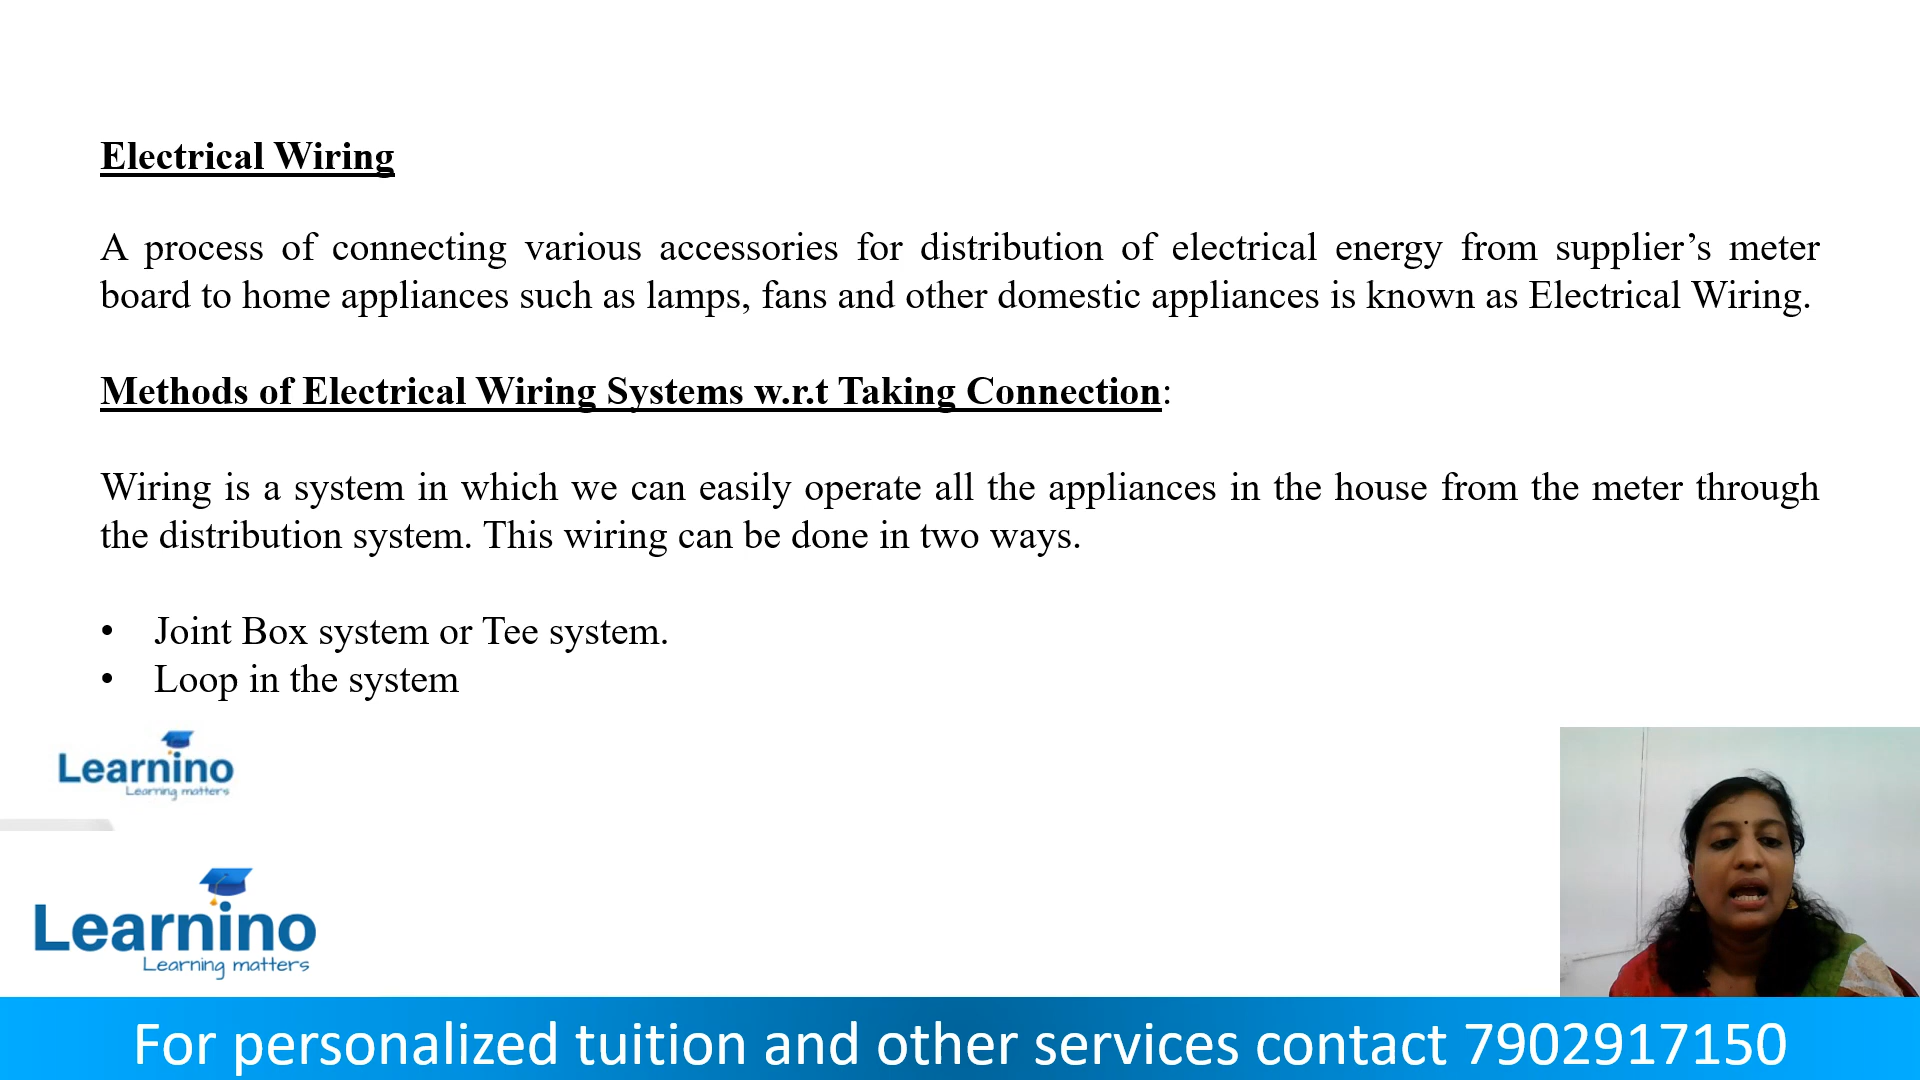 Electrical Wiring
A process of connecting various accessories for distribution of electrical energy from supplier’s meter
board to home appliances such as lamps, fans and other domestic appliances is known as Electrical Wiring.
Methods of Electrical Wiring Systems w.r.t Taking Connection:
Wiring is a system in which we can easily operate all the appliances in the house from the meter through
the distribution system. This wiring can be done in two ways.
• Joint Box system or Tee system.
• Loop in the system
Learnino
Learning matters
Learnino
Learning matters
For personalized tuition and other services contact 7902917150